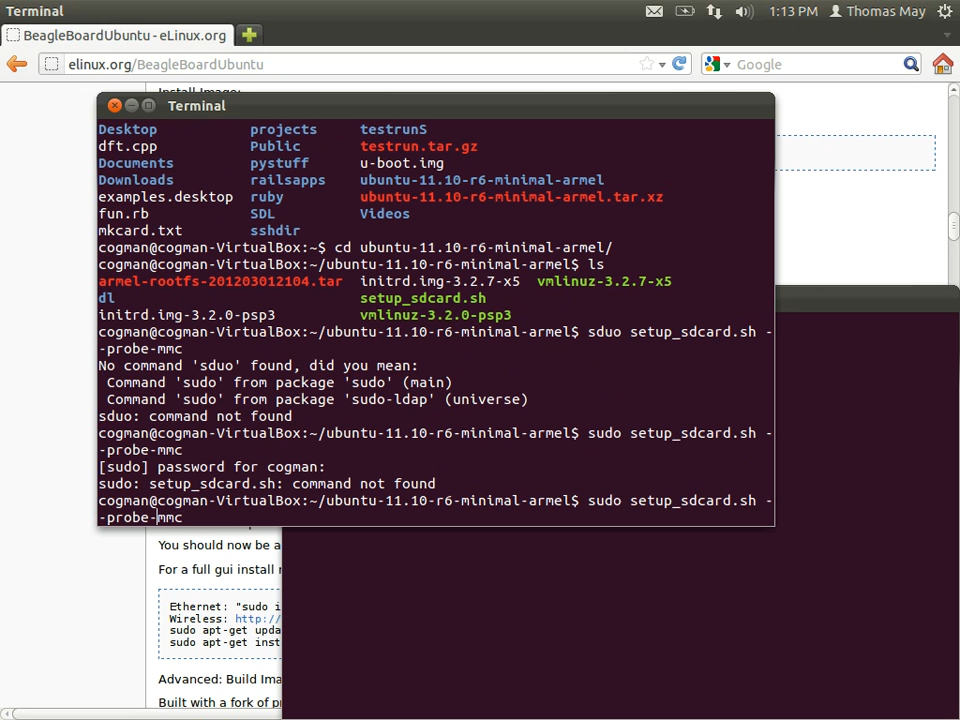 Terminal 1:13 PM Thomas May
BeagleBoardUbuntu - eLinux.org
elinux.org/BeagleBoardUbuntu Google
Install Image:
Terminal
Desktop projects testrunS
dft.cpp Public testrun.tar.gz
Documents pystuff u-boot.img
Downloads railsapps ubuntu-11.10-r6-minimal-armel
examples.desktop ruby ubuntu-11.10-r6-minimal-armel.tar.xz
fun.rb SDL Videos
mkcard.txt sshdir
cogman@cogman-VirtualBox:~$ cd ubuntu-11.10-r6-minimal-armel/
cogman@cogman-VirtualBox:~/ubuntu-11.10-r6-minimal-armel$ ls
armel-rootfs-201203012104.tar initrd.img-3.2.7-x5 vmlinuz-3.2.7-x5
dl setup_sdcard.sh
initrd.img-3.2.0-psp3 vmlinuz-3.2.0-psp3
cogman@cogman-VirtualBox:~/ubuntu-11.10-r6-minimal-armel$ sduo setup_sdcard.sh -
-probe-mmc
No command 'sduo' found, did you mean:
Command 'sudo' from package 'sudo' (main)
Command 'sudo' from package 'sudo-ldap' (universe)
sduo: command not found
cogman@cogman-VirtualBox:~/ubuntu-11.10-r6-minimal-armel$ sudo setup_sdcard.sh -
-probe-mmc
[sudo] password for cogman:
sudo: setup_sdcard.sh: command not found
cogman@cogman-VirtualBox:~/ubuntu-11.10-r6-minimal-armel$ sudo setup_sdcard.sh -
-probe-mmc
You should now be a
For a full gui install
Ethernet: "sudo i
Wireless: http://
sudo apt-get upda
sudo apt-get inst
Advanced: Build Ima
Built with a fork of p